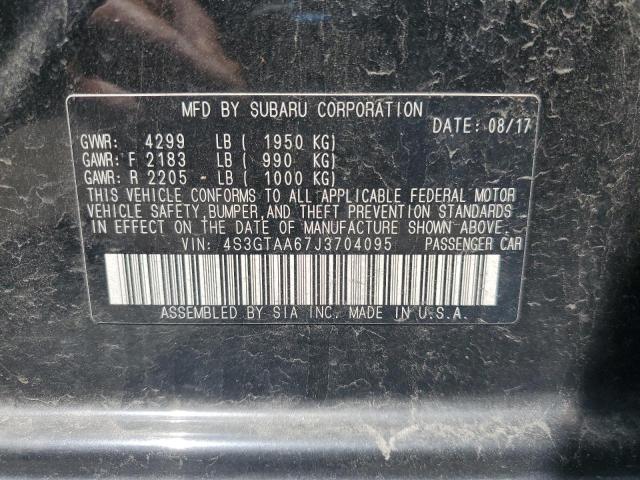 MFD BY SUBARU CORPORATION
DATE: 08/17
GVWR: 4299 LB ( 1950 KG)
GAWR: F 2183 LB ( 990 KG)
GAWR: R 2205 LB ( 1000 KG)
THIS VEHICLE CONFORMS TO ALL APPLICABLE FEDERAL MOTOR
VEHICLE SAFETY, BUMPER, AND THEFT PREVENTION STANDARDS
IN EFFECT ON THE DATE OF MANUFACTURE SHOWN ABOVE.
VIN: 4S3GTAA67J3704095 PASSENGER CAR
ASSEMBLED BY SIA INC. MADE IN U.S.A.